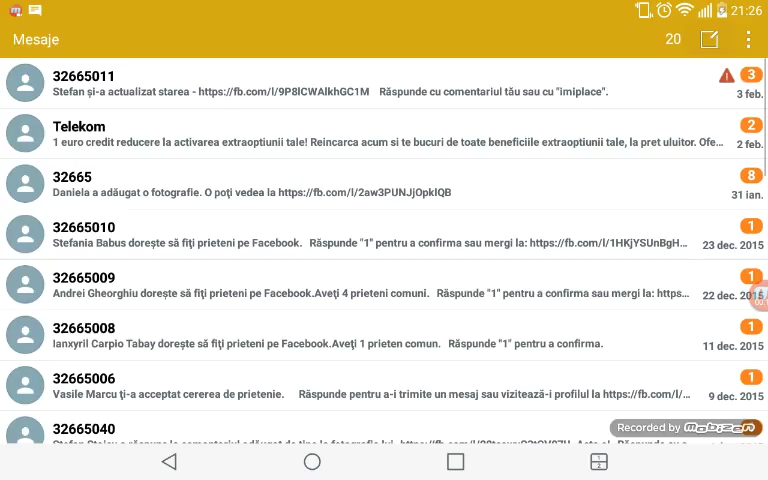 21:26
Mesaje 20
32665011 3
Stefan și-a actualizat starea - https://fb.com/l/9P8lCWAlkhGC1M Răspunde cu comentariul tău sau cu "imiplace". 3 feb.
Telekom 2
1 euro credit reducere la activarea extraoptiunii tale! Reincarca acum si te bucuri de toate beneficiile extraoptiunii tale, la pret uluitor. Ofe... 2 feb.
32665 8
Daniela a adăugat o fotografie. O poţi vedea la https://fb.com/l/2aw3PUNJjOpklQB 31 ian.
32665010 1
Stefania Babus doreşte să fiţi prieteni pe Facebook. Răspunde "1" pentru a confirma sau mergi la: https://fb.com/l/1HKjYSUnBgH... 23 dec. 2015
32665009 1
Andrei Gheorghiu doreşte să fiţi prieteni pe Facebook.Aveţi 4 prieteni comuni. Răspunde "1" pentru a confirma sau mergi la: https... 22 dec. 2015
32665008 1
Ianxyril Carpio Tabay doreşte să fiţi prieteni pe Facebook.Aveţi 1 prieten comun. Răspunde "1" pentru a confirma. 11 dec. 2015
32665006 1
Vasile Marcu ţi-a acceptat cererea de prietenie. Răspunde pentru a-i trimite un mesaj sau vizitează-i profilul la https://fb.com/l/... 9 dec. 2015
32665040
Recorded by mobizen